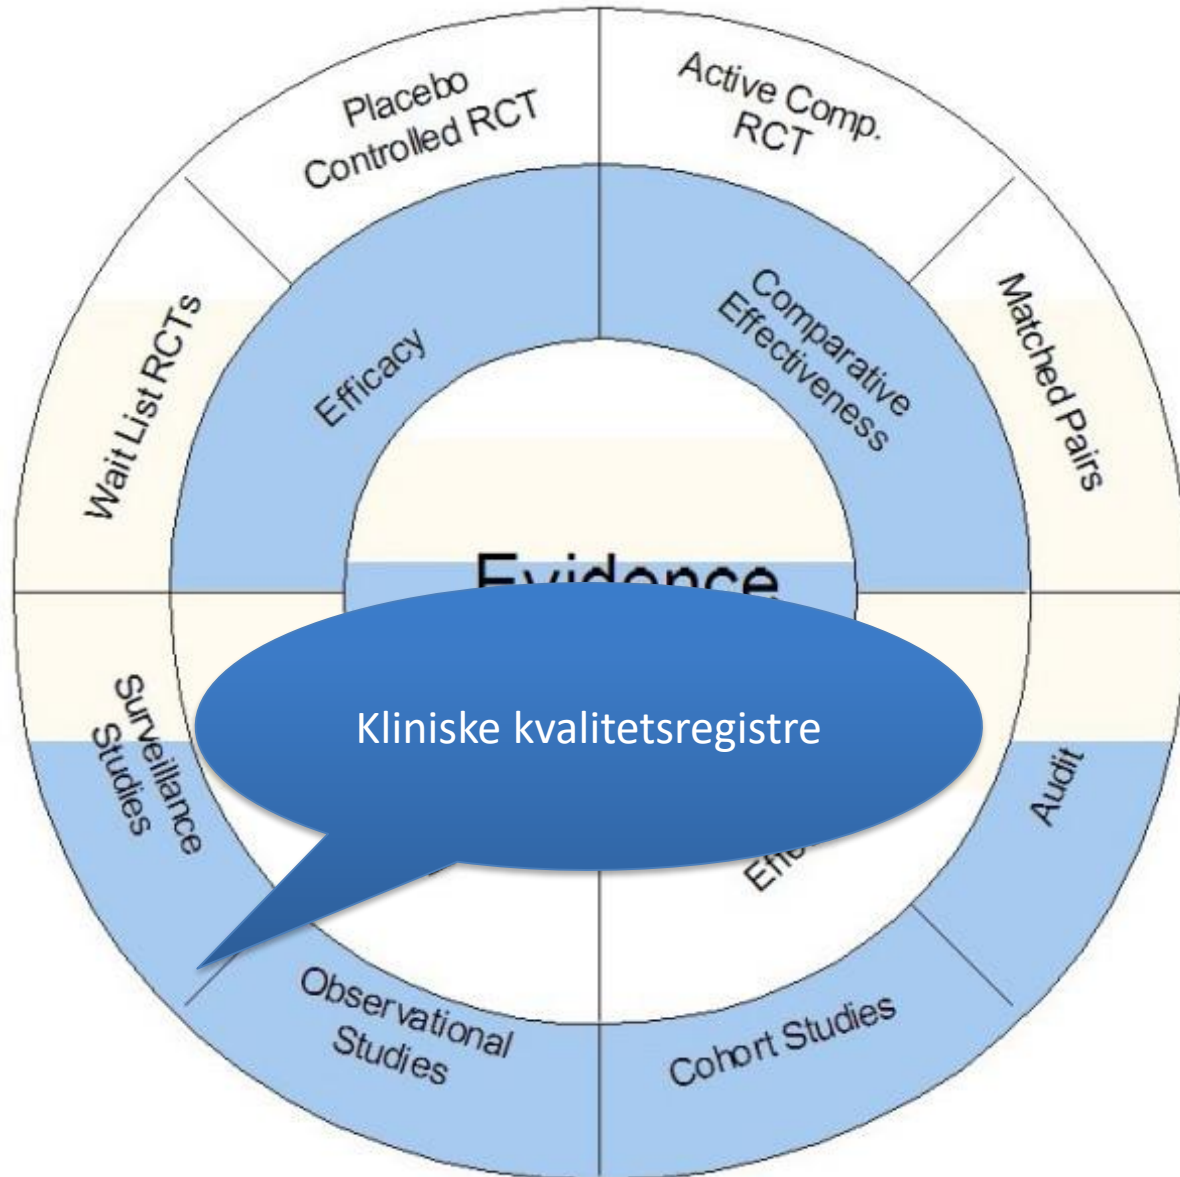 Placebo
Controlled RCT
Active Comp.
RCT
Wait List RCTs
Efficacy
Comparative
Effectiveness
Matched Pairs
Evidence
Kliniske kvalitetsregistre
Surveillance
Studies
Audit
Observational
Studies
Cohort Studies